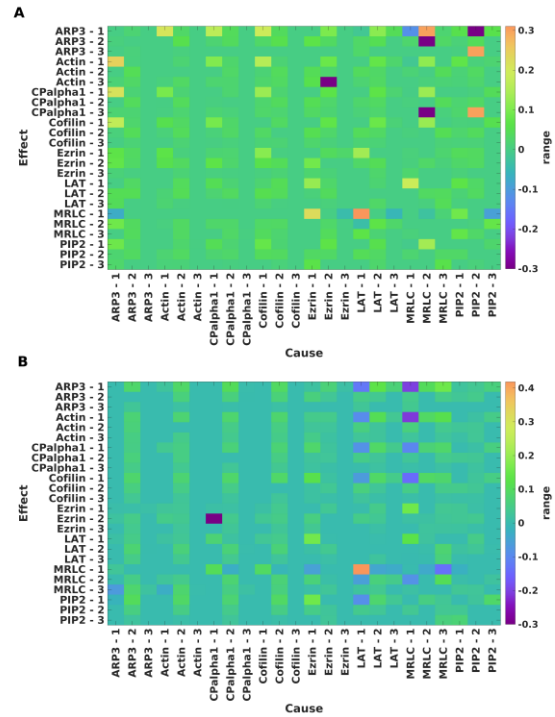 A
ARP3 - 1
ARP3 - 2
ARP3 - 3
Actin - 1
Actin - 2
Actin - 3
CPalpha1 - 1
CPalpha1 - 2
CPalpha1 - 3
Cofilin - 1
Cofilin - 2
Cofilin - 3
Ezrin - 1
Ezrin - 2
Ezrin - 3
LAT - 1
LAT - 2
LAT - 3
MRLC - 1
MRLC - 2
MRLC - 3
PIP2 - 1
PIP2 - 2
PIP2 - 3
Effect
ARP3 - 1
ARP3 - 2
ARP3 - 3
Actin - 1
Actin - 2
Actin - 3
CPalpha1 - 1
CPalpha1 - 2
CPalpha1 - 3
Cofilin - 1
Cofilin - 2
Cofilin - 3
Ezrin - 1
Ezrin - 2
Ezrin - 3
LAT - 1
LAT - 2
LAT - 3
MRLC - 1
MRLC - 2
MRLC - 3
PIP2 - 1
PIP2 - 2
PIP2 - 3
Cause
0.3
0.2
0.1
0
-0.1
-0.2
-0.3
range
B
ARP3 - 1
ARP3 - 2
ARP3 - 3
Actin - 1
Actin - 2
Actin - 3
CPalpha1 - 1
CPalpha1 - 2
CPalpha1 - 3
Cofilin - 1
Cofilin - 2
Cofilin - 3
Ezrin - 1
Ezrin - 2
Ezrin - 3
LAT - 1
LAT - 2
LAT - 3
MRLC - 1
MRLC - 2
MRLC - 3
PIP2 - 1
PIP2 - 2
PIP2 - 3
Effect
ARP3 - 1
ARP3 - 2
ARP3 - 3
Actin - 1
Actin - 2
Actin - 3
CPalpha1 - 1
CPalpha1 - 2
CPalpha1 - 3
Cofilin - 1
Cofilin - 2
Cofilin - 3
Ezrin - 1
Ezrin - 2
Ezrin - 3
LAT - 1
LAT - 2
LAT - 3
MRLC - 1
MRLC - 2
MRLC - 3
PIP2 - 1
PIP2 - 2
PIP2 - 3
Cause
0.4
0.3
0.2
0.1
0
-0.1
-0.2
-0.3
range